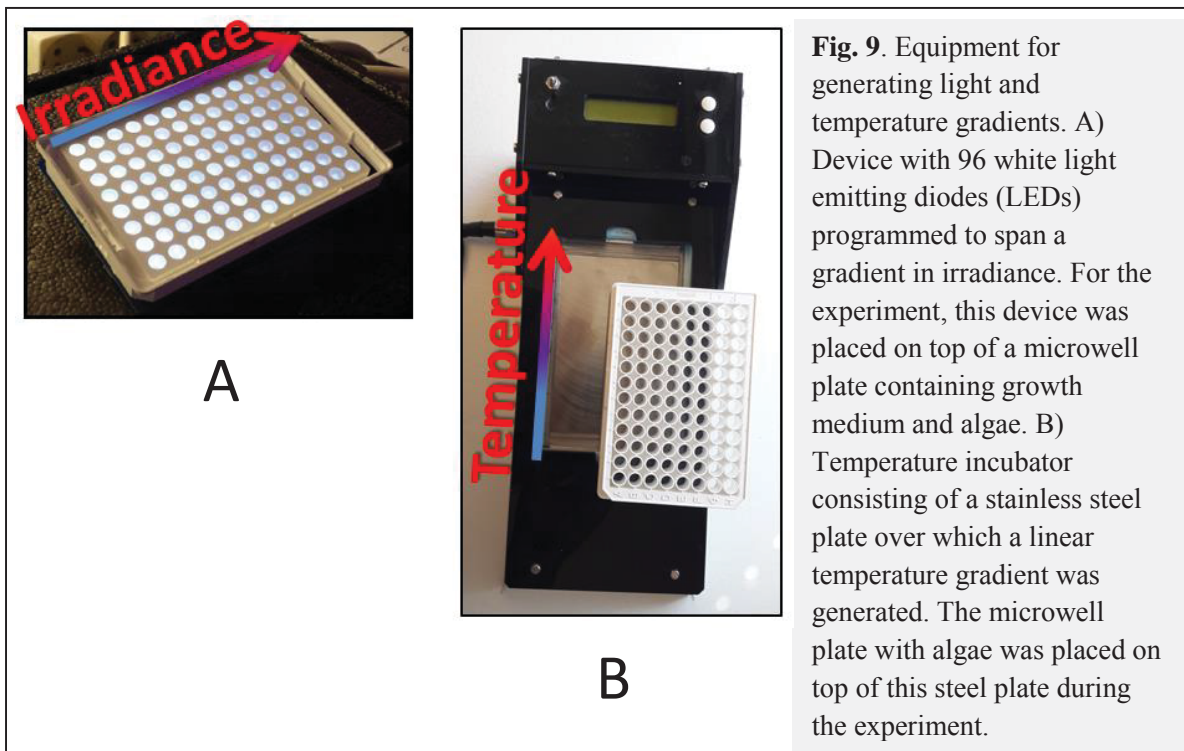 Irradiance
A
Temperature
B
Fig. 9. Equipment for
generating light and
temperature gradients. A)
Device with 96 white light
emitting diodes (LEDs)
programmed to span a
gradient in irradiance. For the
experiment, this device was
placed on top of a microwell
plate containing growth
medium and algae. B)
Temperature incubator
consisting of a stainless steel
plate over which a linear
temperature gradient was
generated. The microwell
plate with algae was placed on
top of this steel plate during
the experiment.